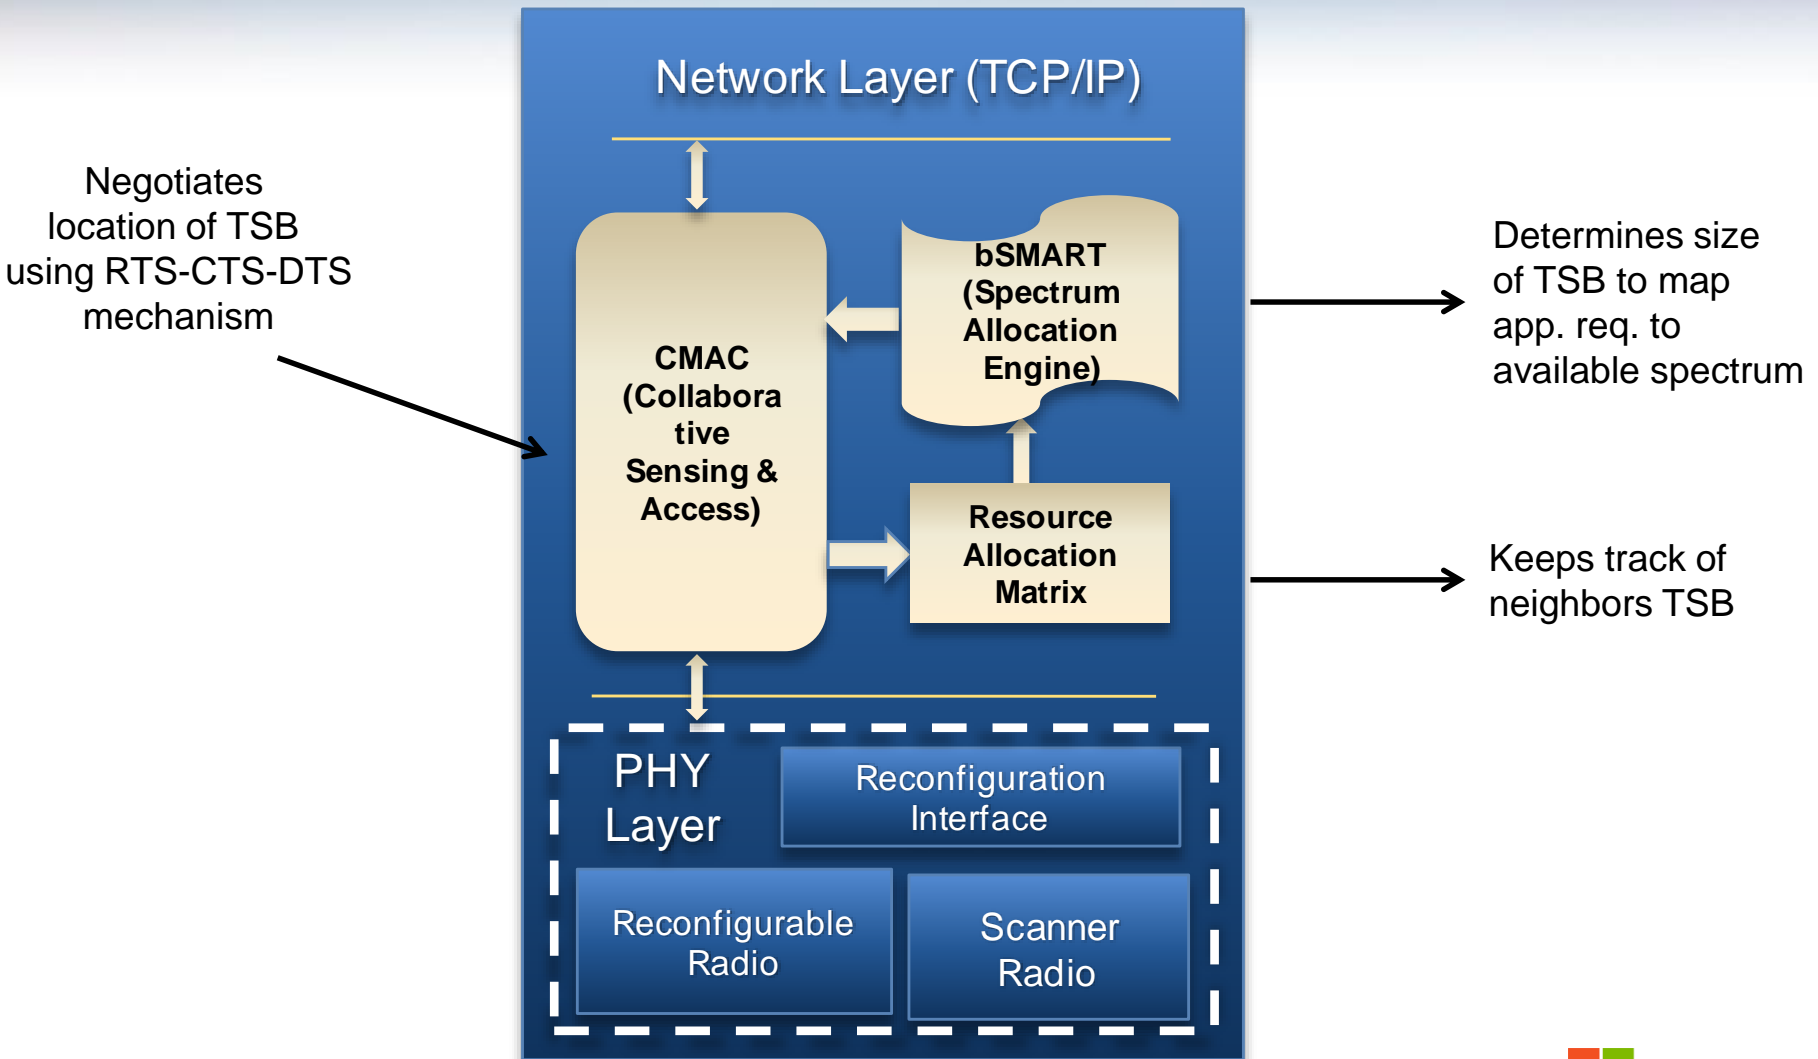 Network Layer (TCP/IP)
Negotiates
location of TSB
using RTS-CTS-DTS
mechanism
CMAC
(Collabora
tive
Sensing &
Access)
bSMART
(Spectrum
Allocation
Engine)
Resource
Allocation
Matrix
Determines size
of TSB to map
app. req. to
available spectrum
Keeps track of
neighbors TSB
PHY
Layer
Reconfiguration
Interface
Reconfigurable
Radio
Scanner
Radio